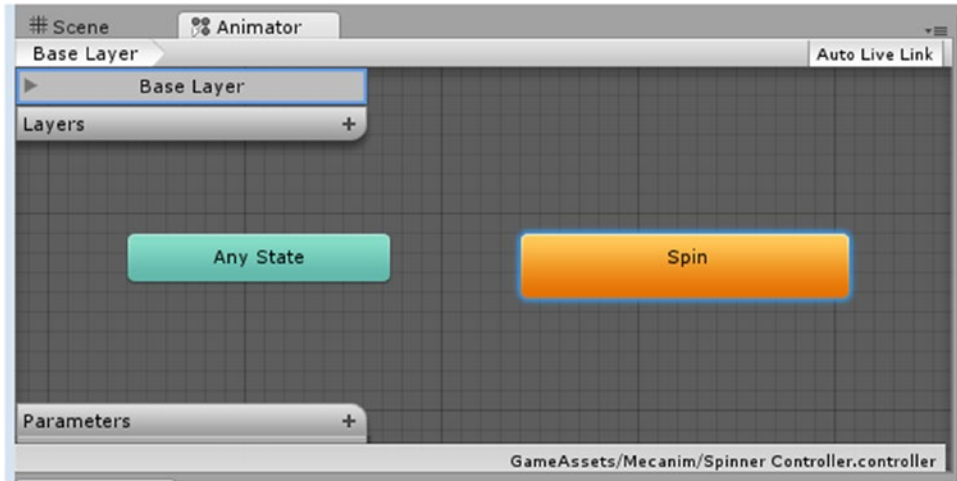 Scene
Animator
Base Layer
Auto Live Link
Base Layer
Layers
Any State
Spin
Parameters
GameAssets/Mecanim/Spinner Controller.controller